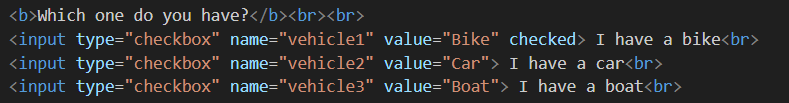 <b>Which one do you have?</b><br><br>
<input type="checkbox" name="vehicle1" value="Bike" checked> I have a bike<br>
<input type="checkbox" name="vehicle2" value="Car"> I have a car<br>
<input type="checkbox" name="vehicle3" value="Boat"> I have a boat<br>